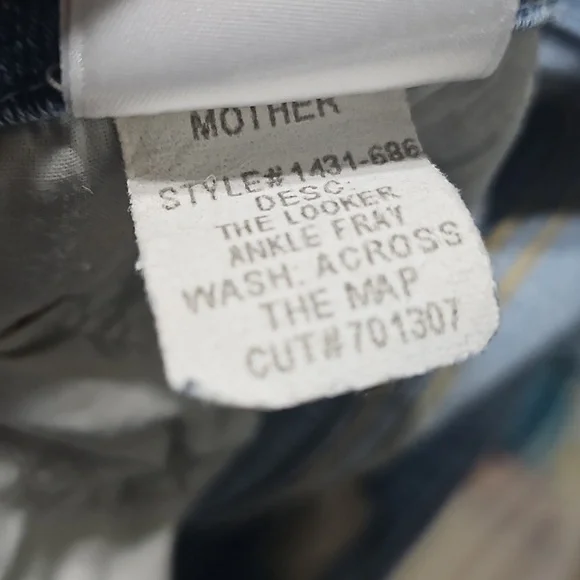 MOTHER
STYLE# 1431-686
DESC:
THE LOOKER
ANKLE FRAY
WASH: ACROSS
THE MAP
CUT# 701307